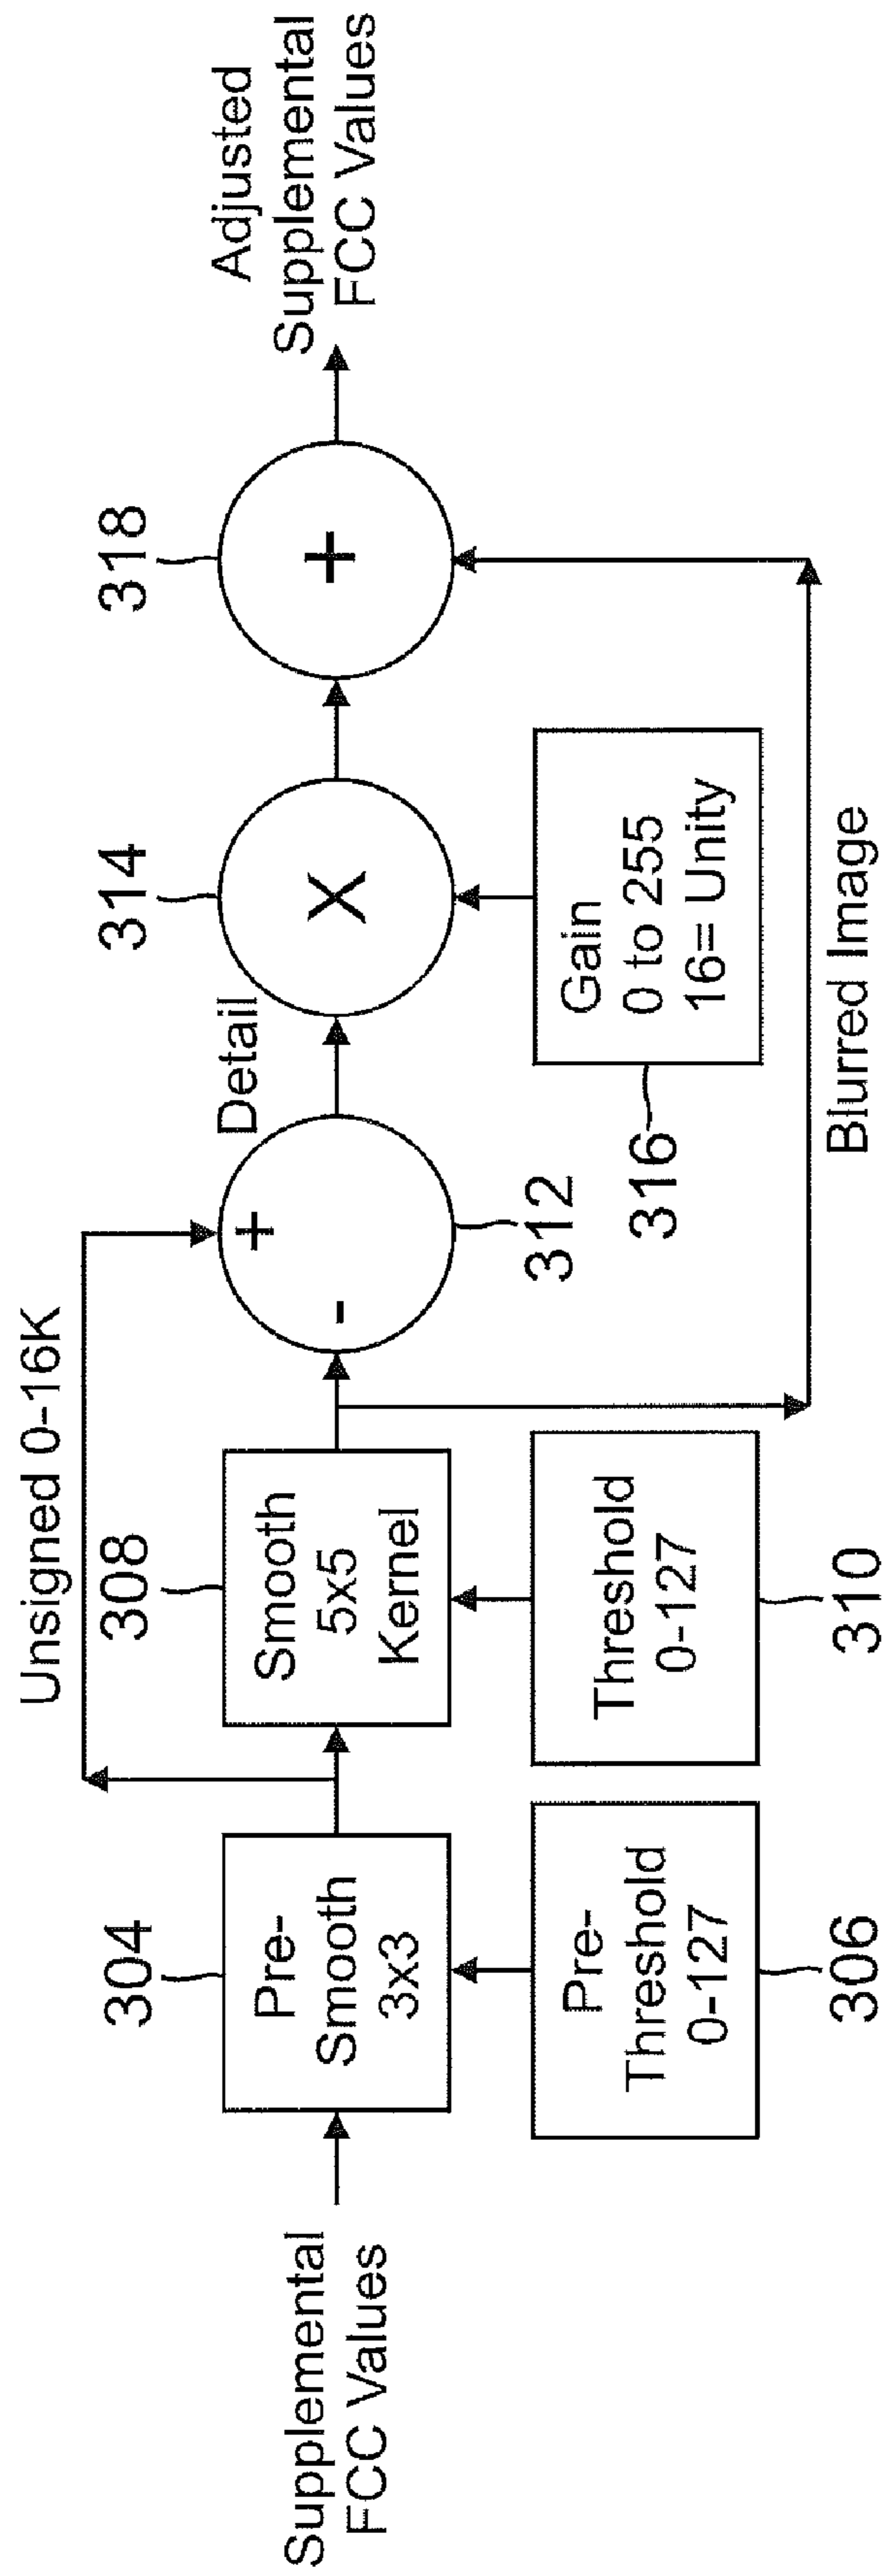 Supplemental
FCC Values
304
Pre-
Smooth
3x3
Pre-
Threshold
0-127
306
Unsigned 0-16K
308
Smooth
5x5
Kernel
Threshold
0-127
310
+
-
312
Detail
314
X
Gain
0 to 255
16= Unity
316
Blurred Image
318
+
Adjusted
Supplemental
FCC Values